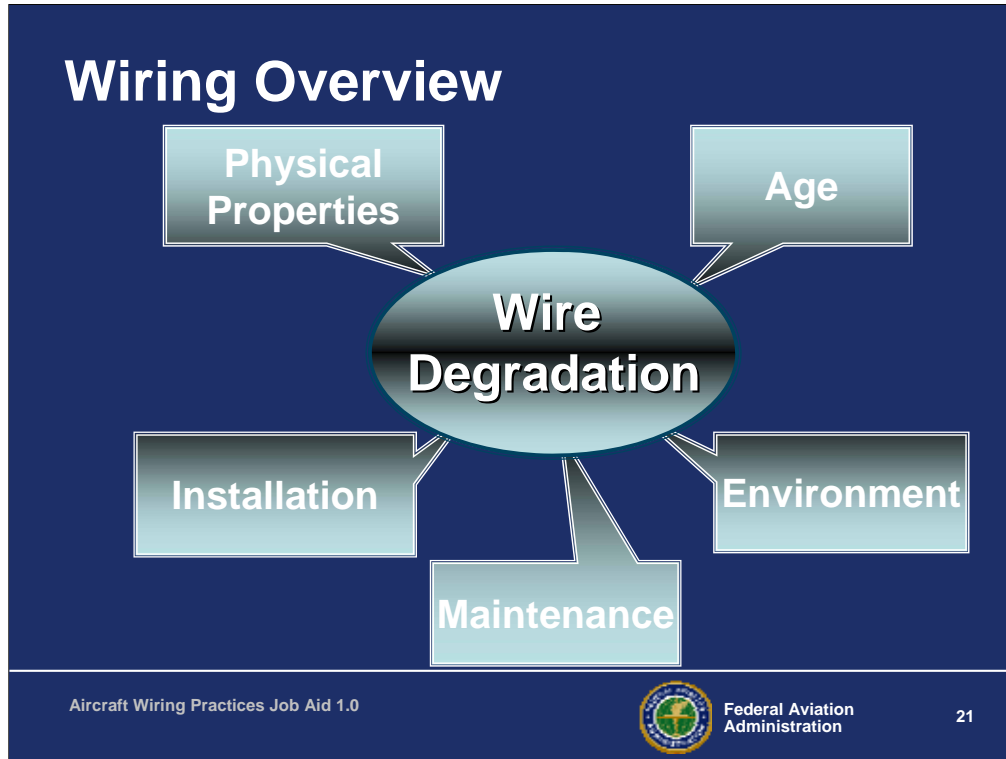 Wiring Overview
Physical
Properties
Age
Wire
Degradation
Installation
Environment
Maintenance
Aircraft Wiring Practices Job Aid 1.0
Federal Aviation
Administration
21